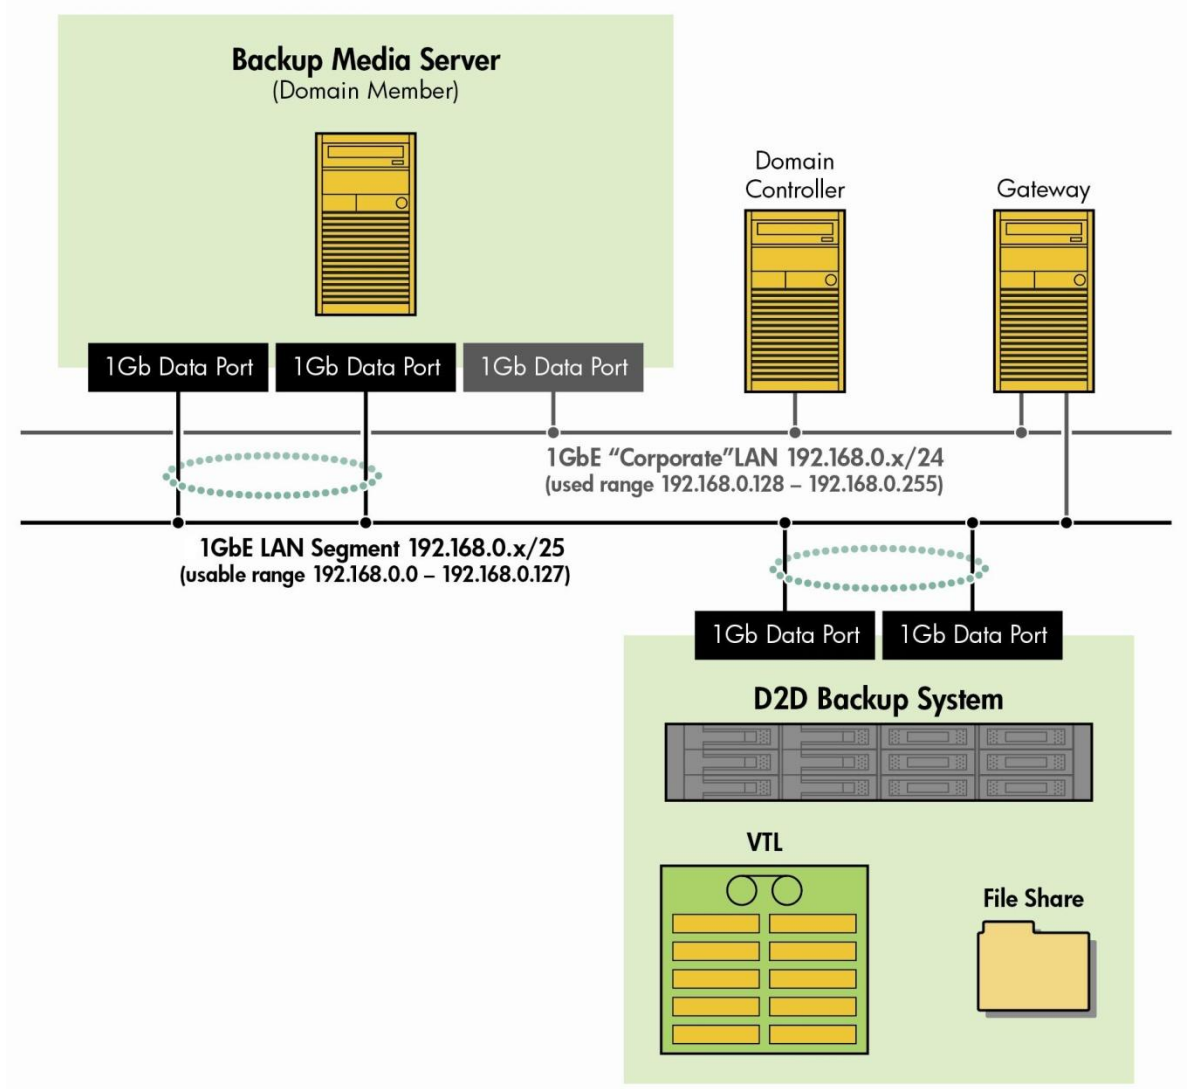 Backup Media Server
(Domain Member)
Domain
Controller
Gateway
1Gb Data Port
1Gb Data Port
1Gb Data Port
1GbE “Corporate”LAN 192.168.0.x/24
(used range 192.168.0.128 – 192.168.0.255)
1GbE LAN Segment 192.168.0.x/25
(usable range 192.168.0.0 – 192.168.0.127)
1Gb Data Port
1Gb Data Port
D2D Backup System
VTL
File Share